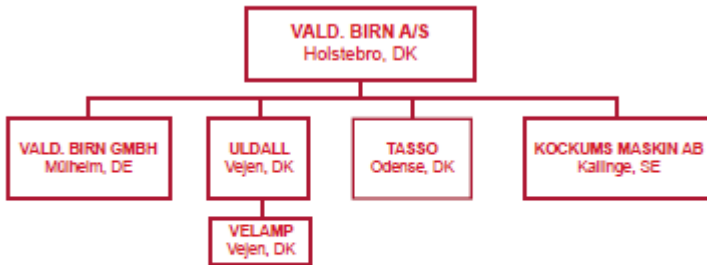 VALD. BIRN A/S
Holstebro, DK
VALD. BIRN GMBH
Mülheim, DE
ULDALL
Vejen, DK
TASSO
Odense, DK
KOCKUMS MASKIN AB
Kallinge, SE
VELAMP
Vejen, DK